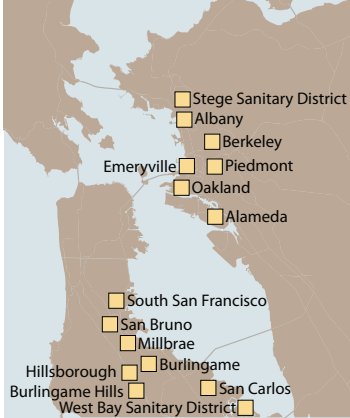 Stege Sanitary District
Albany
Berkeley
Emeryville
Piedmont
Oakland
Alameda
South San Francisco
San Bruno
Millbrae
Burlingame
Hillsborough
Burlingame Hills
San Carlos
West Bay Sanitary District